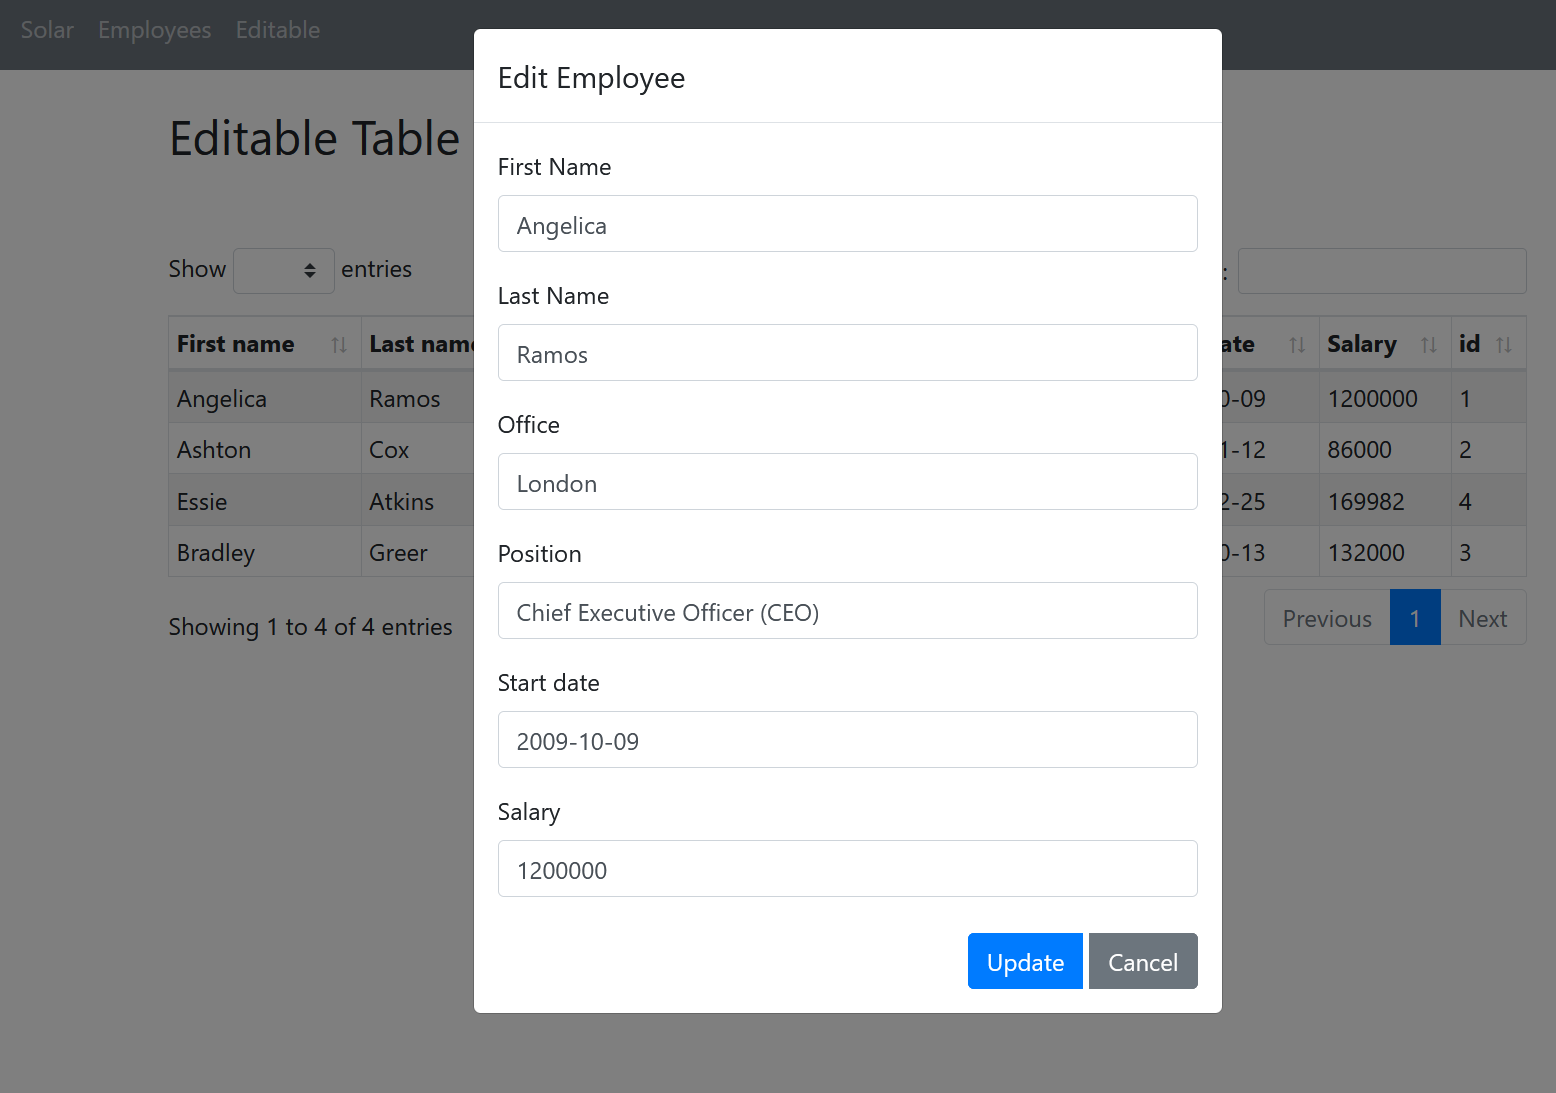 Solar Employees Editable
Edit Employee
Editable Table
First Name
Angelica
Show entries
:
Last Name
Ramos
First name Last name
ate Salary id
Angelica Ramos
0-09 1200000 1
Office
Ashton Cox
1-12 86000 2
London
Essie Atkins
2-25 169982 4
Position
Bradley Greer
0-13 132000 3
Chief Executive Officer (CEO)
Showing 1 to 4 of 4 entries
Previous 1 Next
Start date
2009-10-09
Salary
1200000
Update Cancel